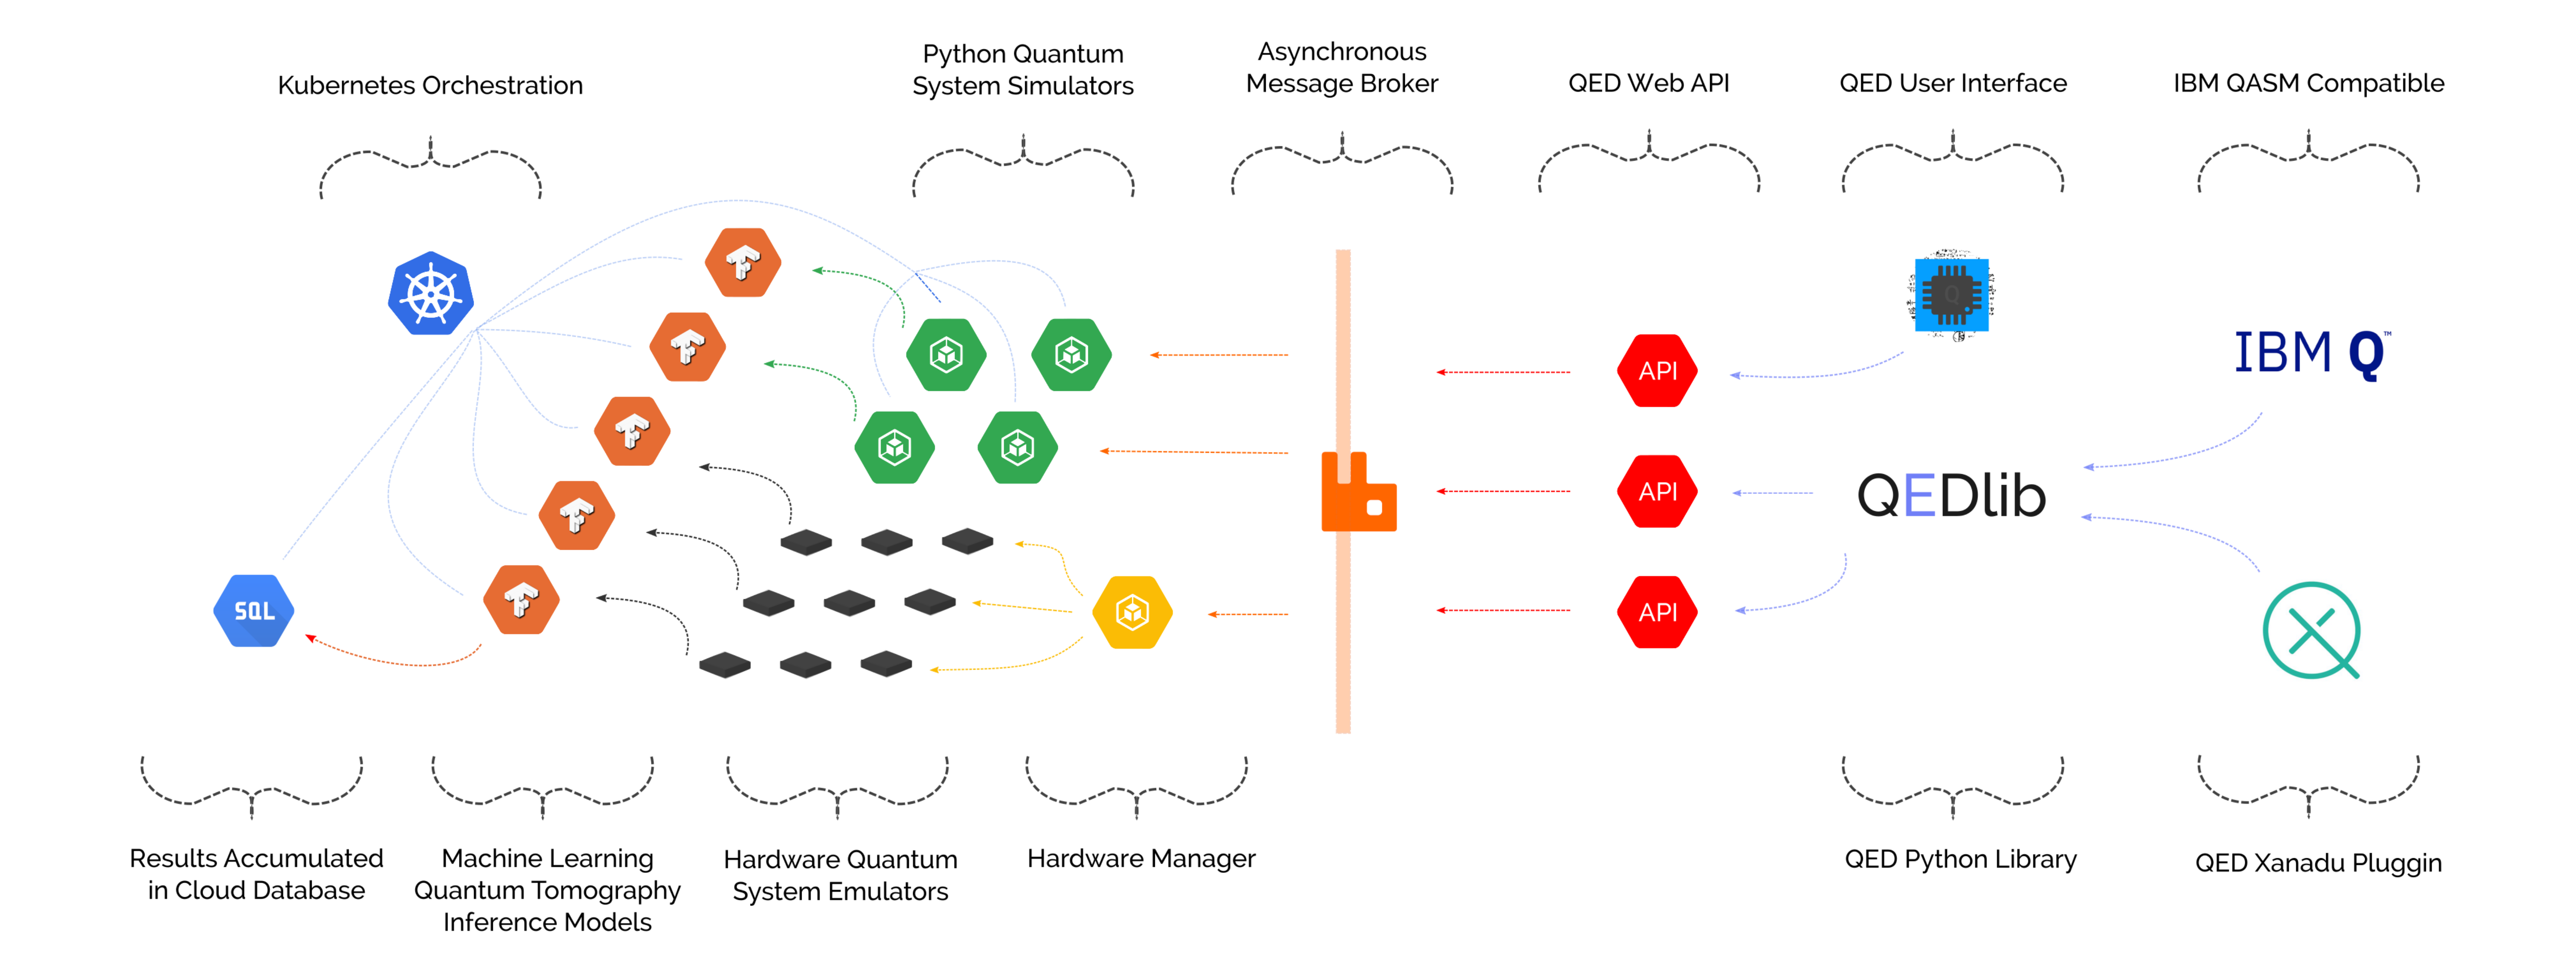 Kubernetes Orchestration
Python Quantum
System Simulators
Asynchronous
Message Broker
QED Web API
QED User Interface
IBM QASM Compatible
Q
IBM Q™
API
API
API
QEDlib
SQL
Results Accumulated
in Cloud Database
Machine Learning
Quantum Tomography
Inference Models
Hardware Quantum
System Emulators
Hardware Manager
QED Python Library
QED Xanadu Pluggin